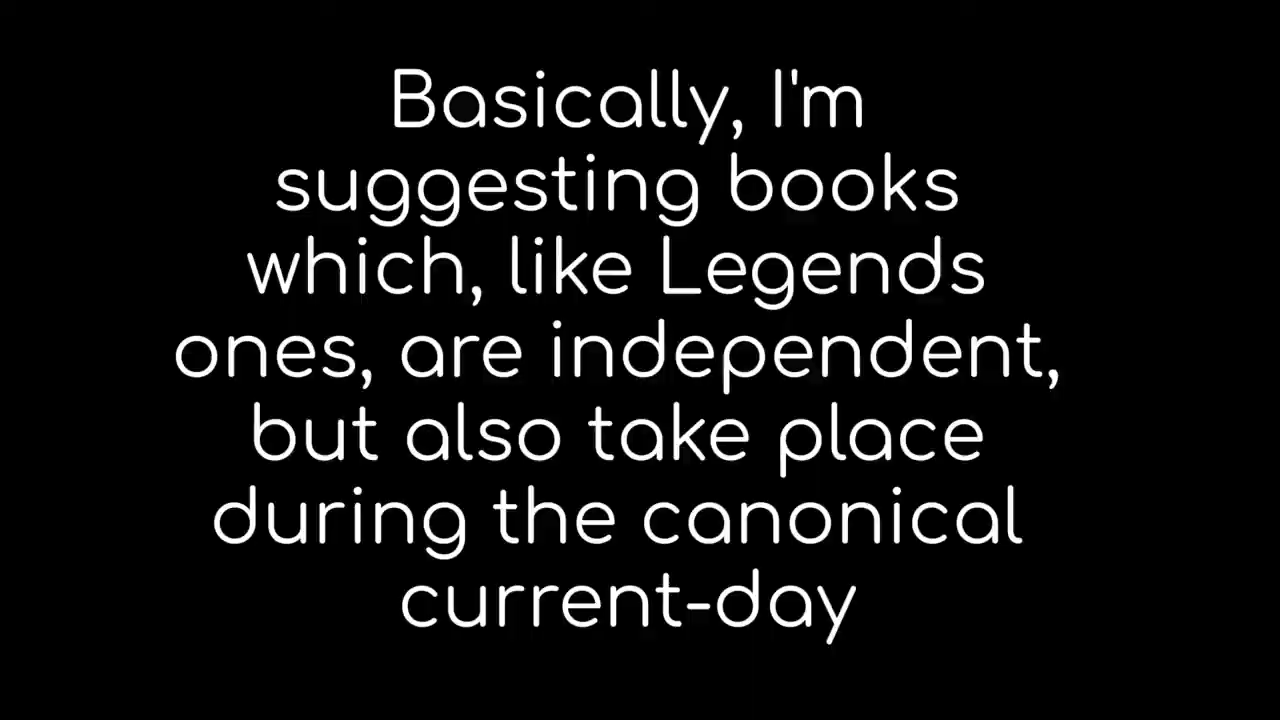 Basically, I'm
suggesting books
which, like Legends
ones, are independent,
but also take place
during the canonical
current-day